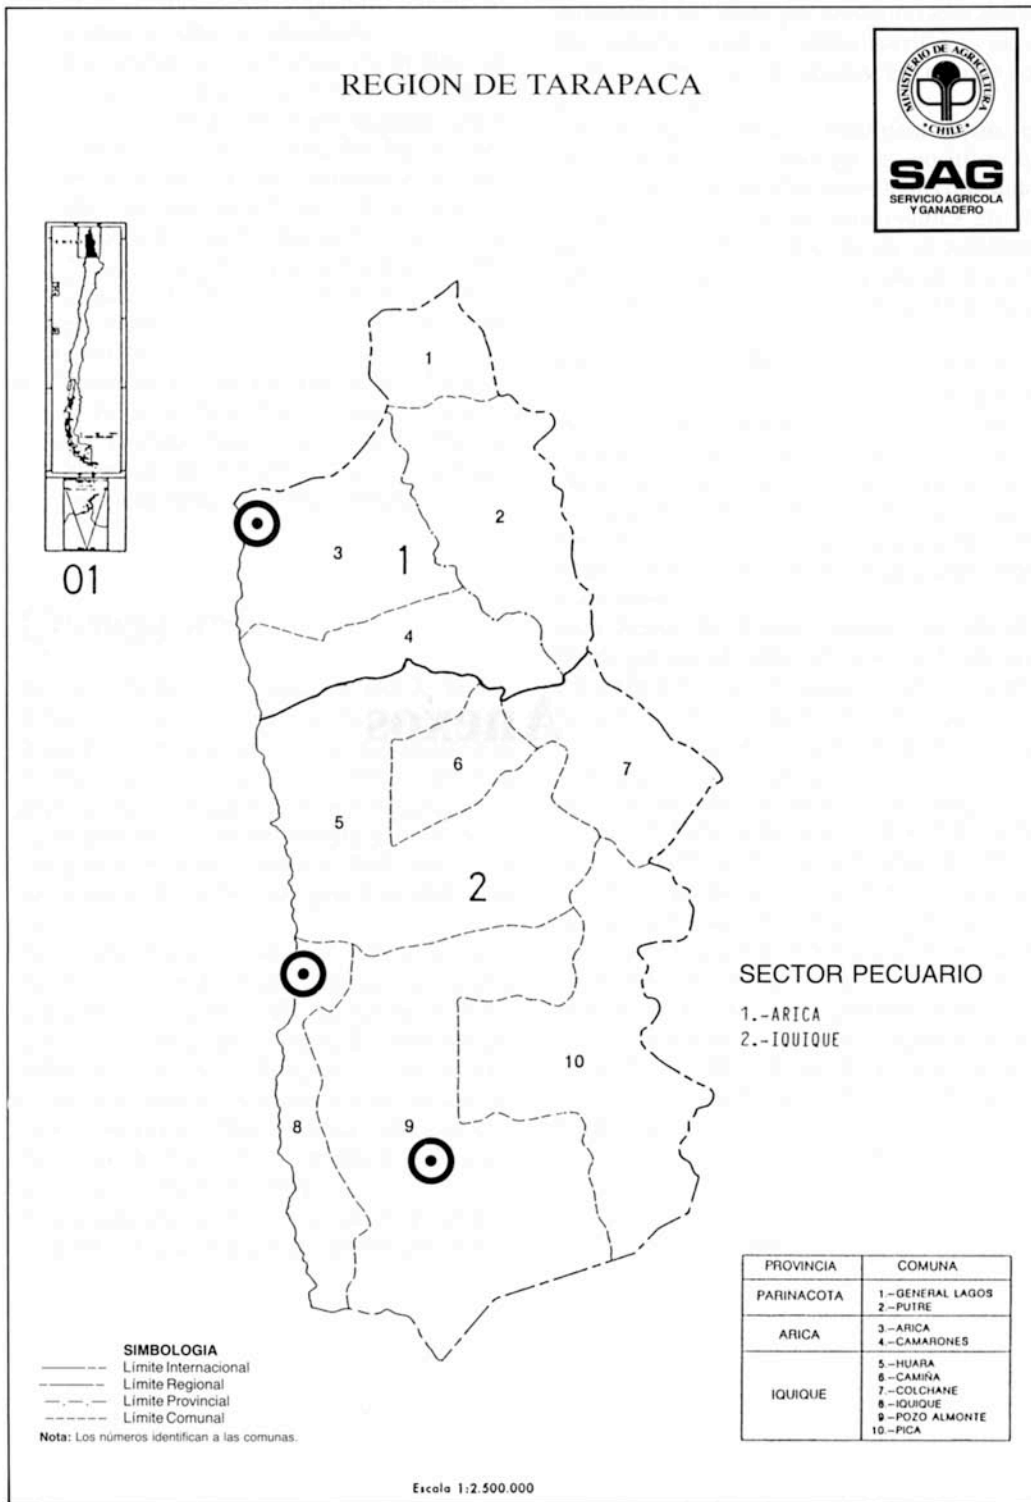 REGION DE TARAPACA
MINISTERIO DE AGRICULTURA
• CHILE •
SAG
SERVICIO AGRICOLA
Y GANADERO
01
1
2
3
1
4
6
7
5
2
10
8
9
SECTOR PECUARIO
1.-ARICA
2.-IQUIQUE
PROVINCIA COMUNA
PARINACOTA 1.-GENERAL LAGOS
2.-PUTRE
ARICA 3.-ARICA
4.-CAMARONES
IQUIQUE 5.-HUARA
6.-CAMIÑA
7.-COLCHANE
8.-IQUIQUE
9.-POZO ALMONTE
10.-PICA
SIMBOLOGIA
Límite Internacional
Límite Regional
Límite Provincial
Límite Comunal
Nota: Los números identifican a las comunas.
Escala 1:2.500.000
Anexos